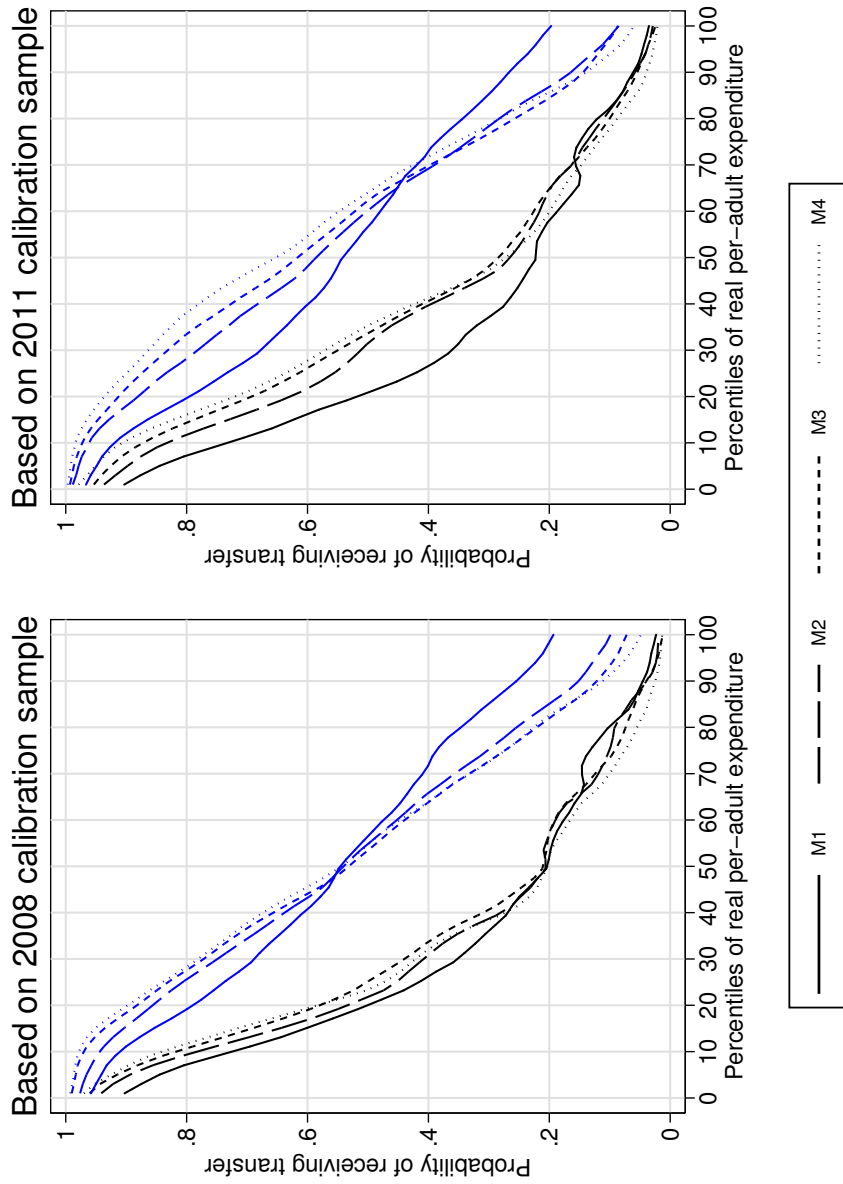 Based on 2008 calibration sample
Probability of receiving transfer
1
.8
.6
.4
.2
0
0 10 20 30 40 50 60 70 80 90 100
Percentiles of real per−adult expenditure
Based on 2011 calibration sample
Probability of receiving transfer
1
.8
.6
.4
.2
0
0 10 20 30 40 50 60 70 80 90 100
Percentiles of real per−adult expenditure
M1 M2 M3 M4